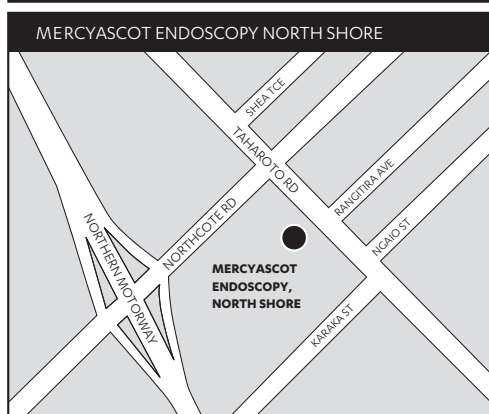 MERCYASCOT ENDOSCOPY NORTH SHORE
SHEA TCE
TAHAROTO RD
RANGITIRA AVE
NORTHCOTE RD
NGAIO ST
NORTHERN MOTORWAY
MERCYASCOT
ENDOSCOPY,
NORTH SHORE
KARAKA ST